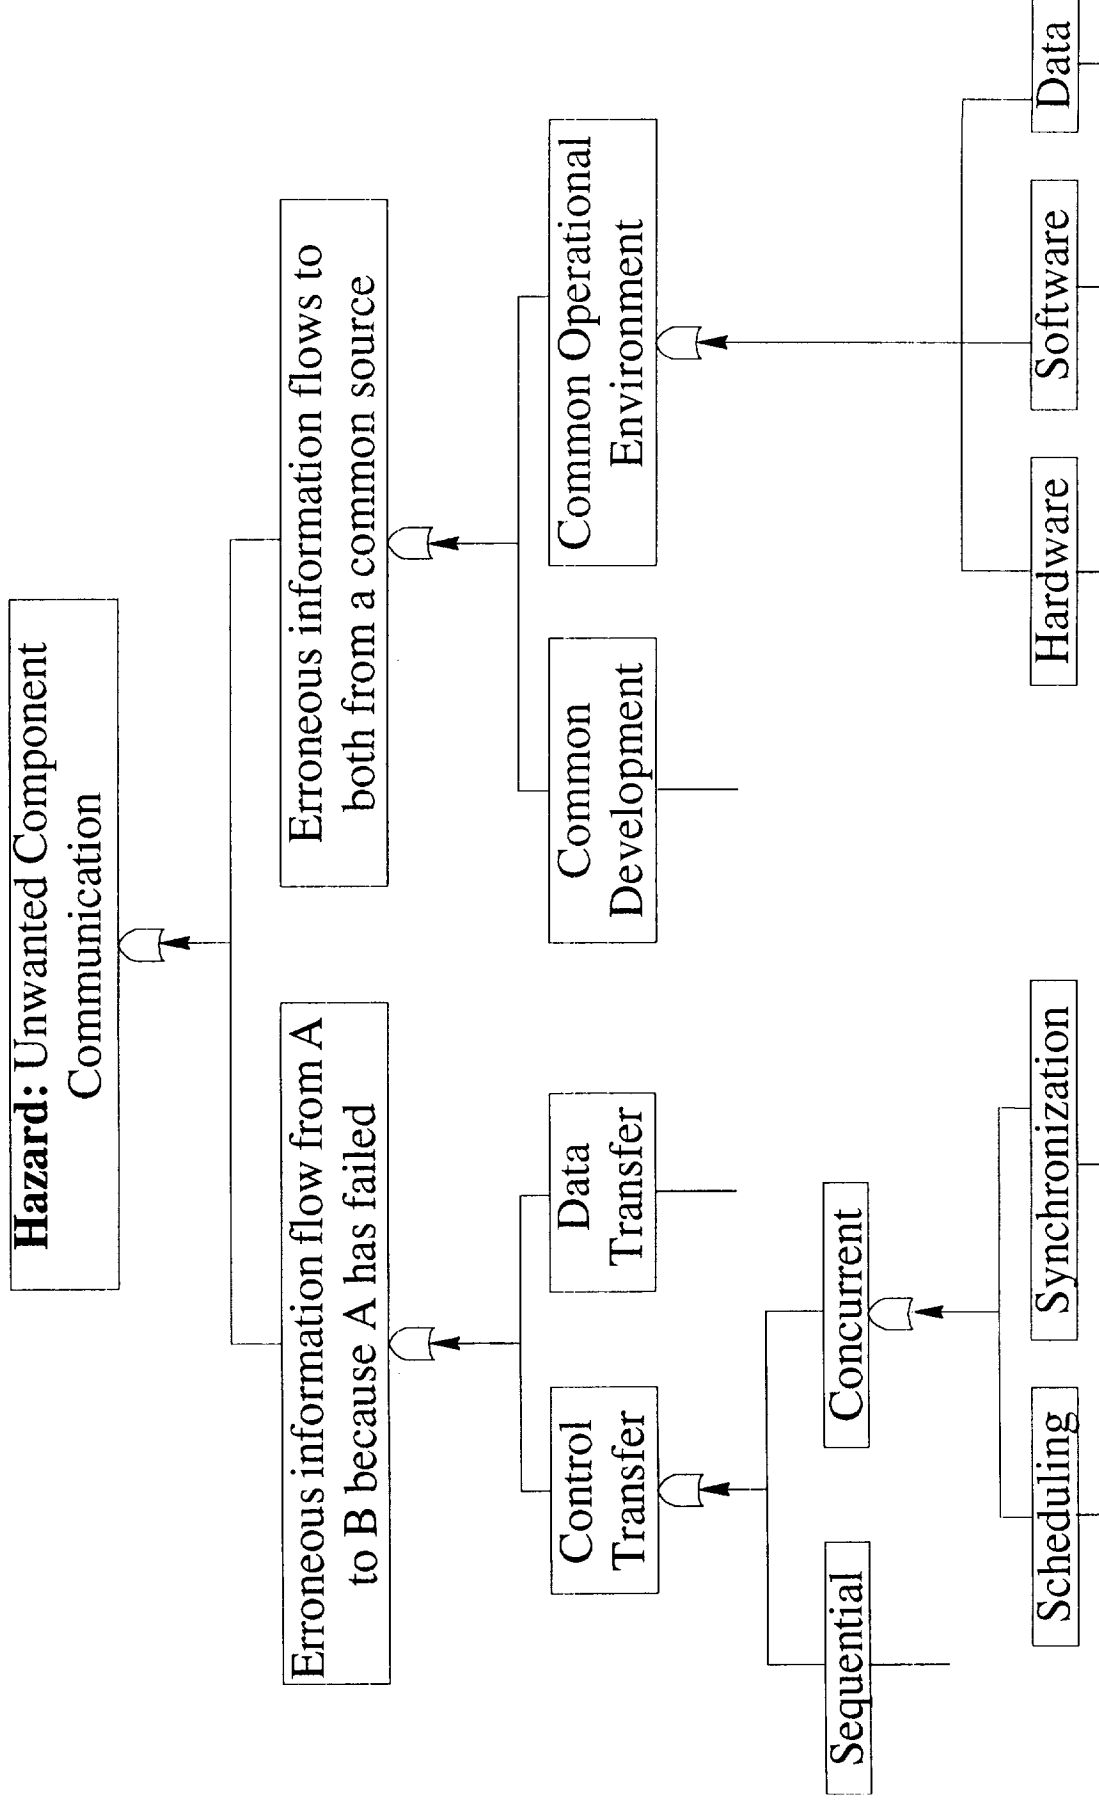 Hazard: Unwanted Component
Communication
Erroneous information flow from A
to B because A has failed
Erroneous information flows to
both from a common source
Control
Transfer
Data
Transfer
Common
Development
Common Operational
Environment
Sequential
Concurrent
Scheduling
Synchronization
Hardware
Software
Data